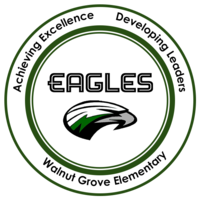 Achieving Excellence
Developing Leaders
EAGLES
Walnut Grove Elementary